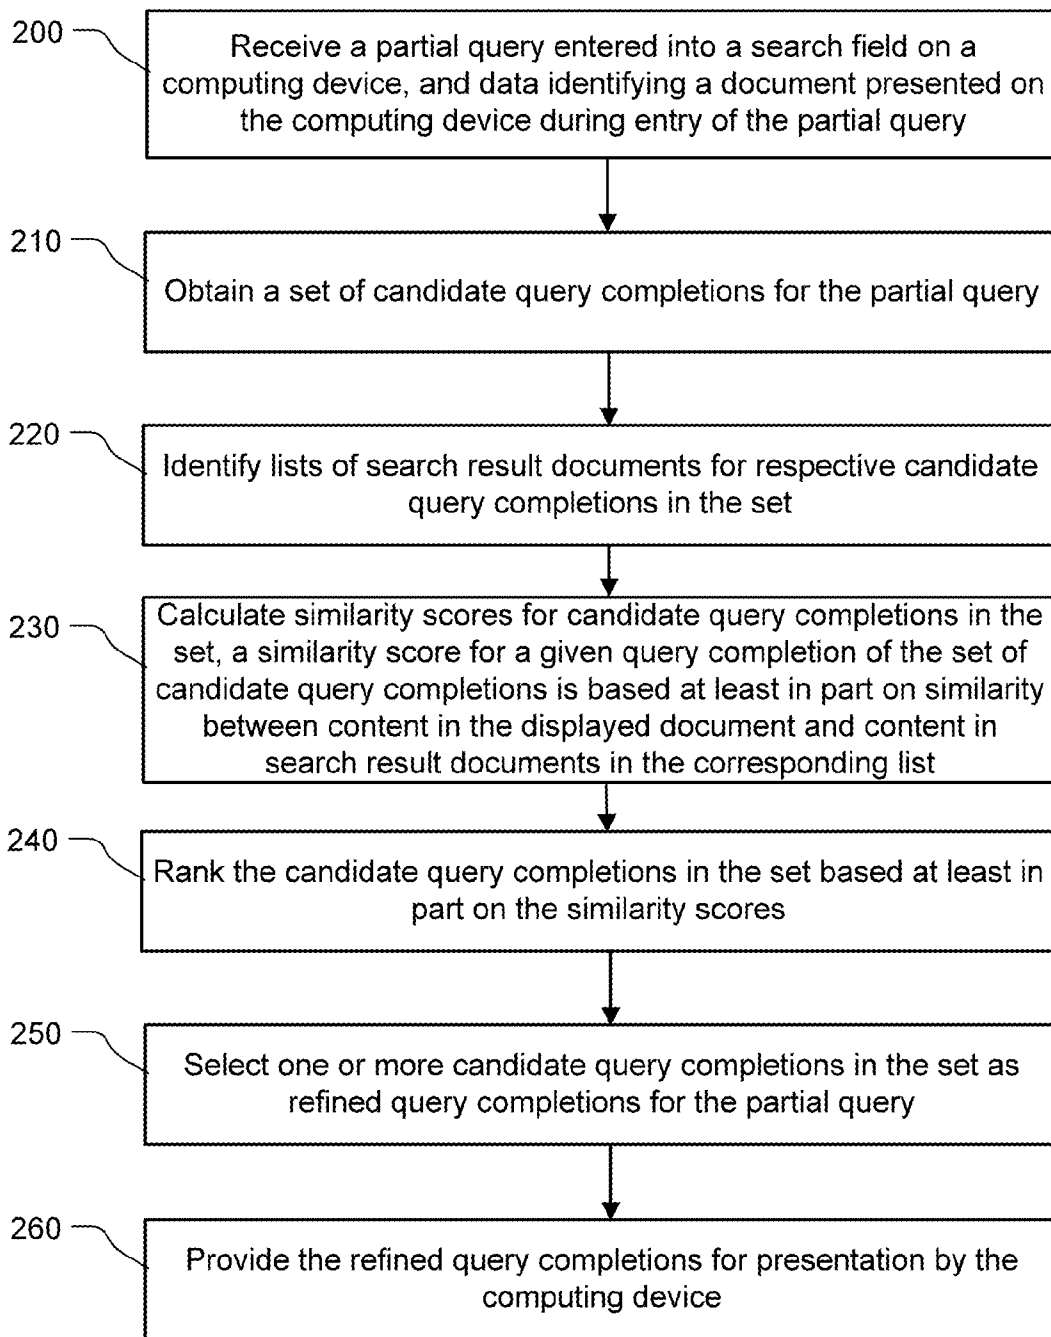 200
Receive a partial query entered into a search field on a
computing device, and data identifying a document presented on
the computing device during entry of the partial query
210
Obtain a set of candidate query completions for the partial query
220
Identify lists of search result documents for respective candidate
query completions in the set
230
Calculate similarity scores for candidate query completions in the
set, a similarity score for a given query completion of the set of
candidate query completions is based at least in part on similarity
between content in the displayed document and content in
search result documents in the corresponding list
240
Rank the candidate query completions in the set based at least in
part on the similarity scores
250
Select one or more candidate query completions in the set as
refined query completions for the partial query
260
Provide the refined query completions for presentation by the
computing device